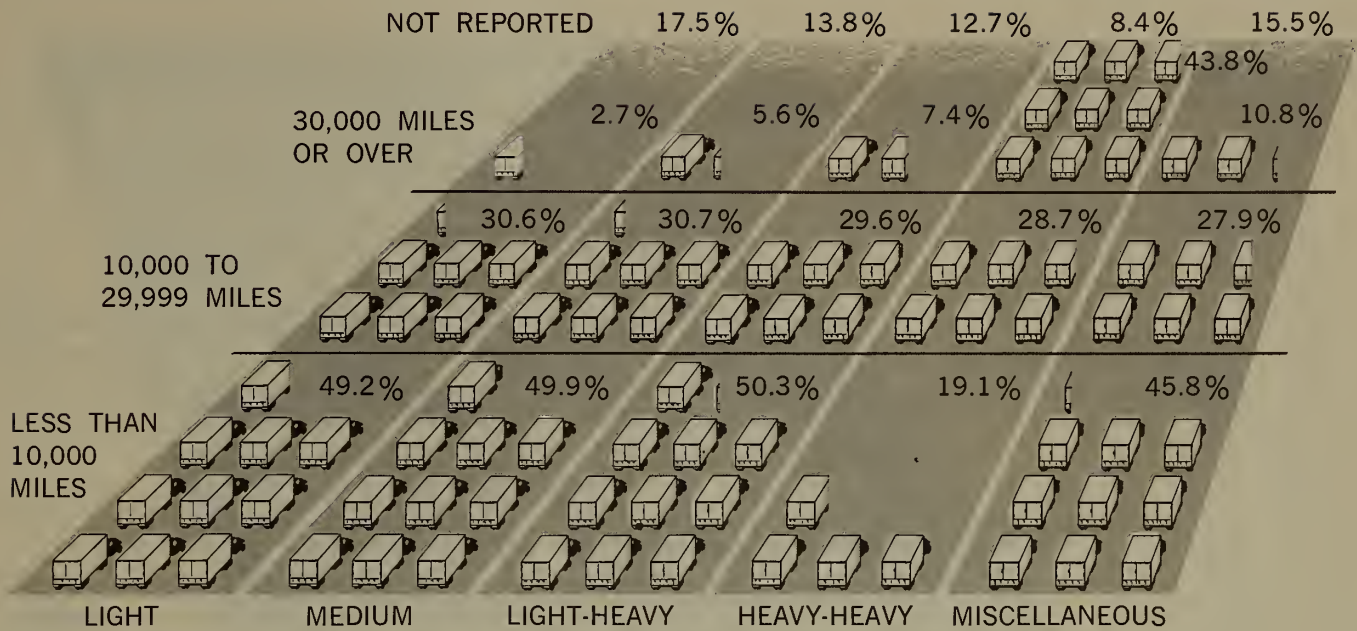 NOT REPORTED 17.5% 13.8% 12.7% 8.4% 15.5%
43.8%
30,000 MILES
OR OVER
2.7% 5.6% 7.4% 10.8%
10,000 TO
29,999 MILES
30.6% 30.7% 29.6% 28.7% 27.9%
LESS THAN
10,000
MILES
49.2% 49.9% 50.3% 19.1% 45.8%
LIGHT MEDIUM LIGHT-HEAVY HEAVY-HEAVY MISCELLANEOUS